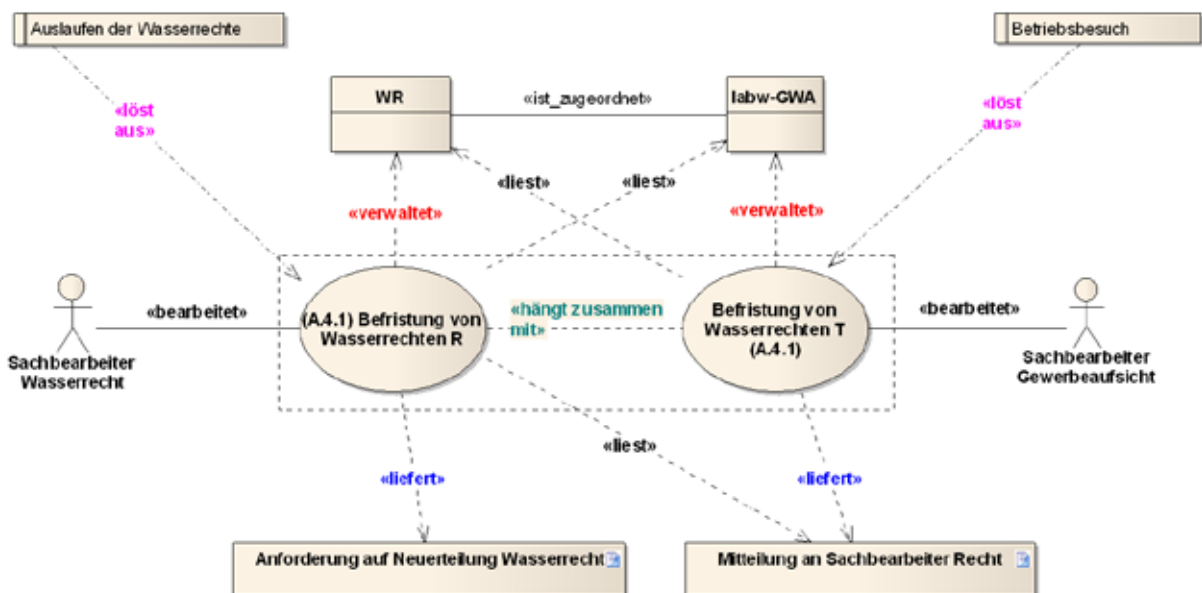 Auslaufen der Wasserrechte
Betriebsbesuch
«löst
aus»
WR
«ist_zugeordnet»
labw-GWA
«löst
aus»
«liest»
«liest»
«verwaltet»
«verwaltet»
«bearbeitet»
(A.4.1) Befristung von
Wasserrechten R
«hängt zusammen
mit»
Befristung von
Wasserrechten T
(A.4.1)
«bearbeitet»
Sachbearbeiter
Wasserrecht
Sachbearbeiter
Gewerbeaufsicht
«liest»
«liefert»
«liefert»
Anforderung auf Neuerteilung Wasserrecht
Mitteilung an Sachbearbeiter Recht